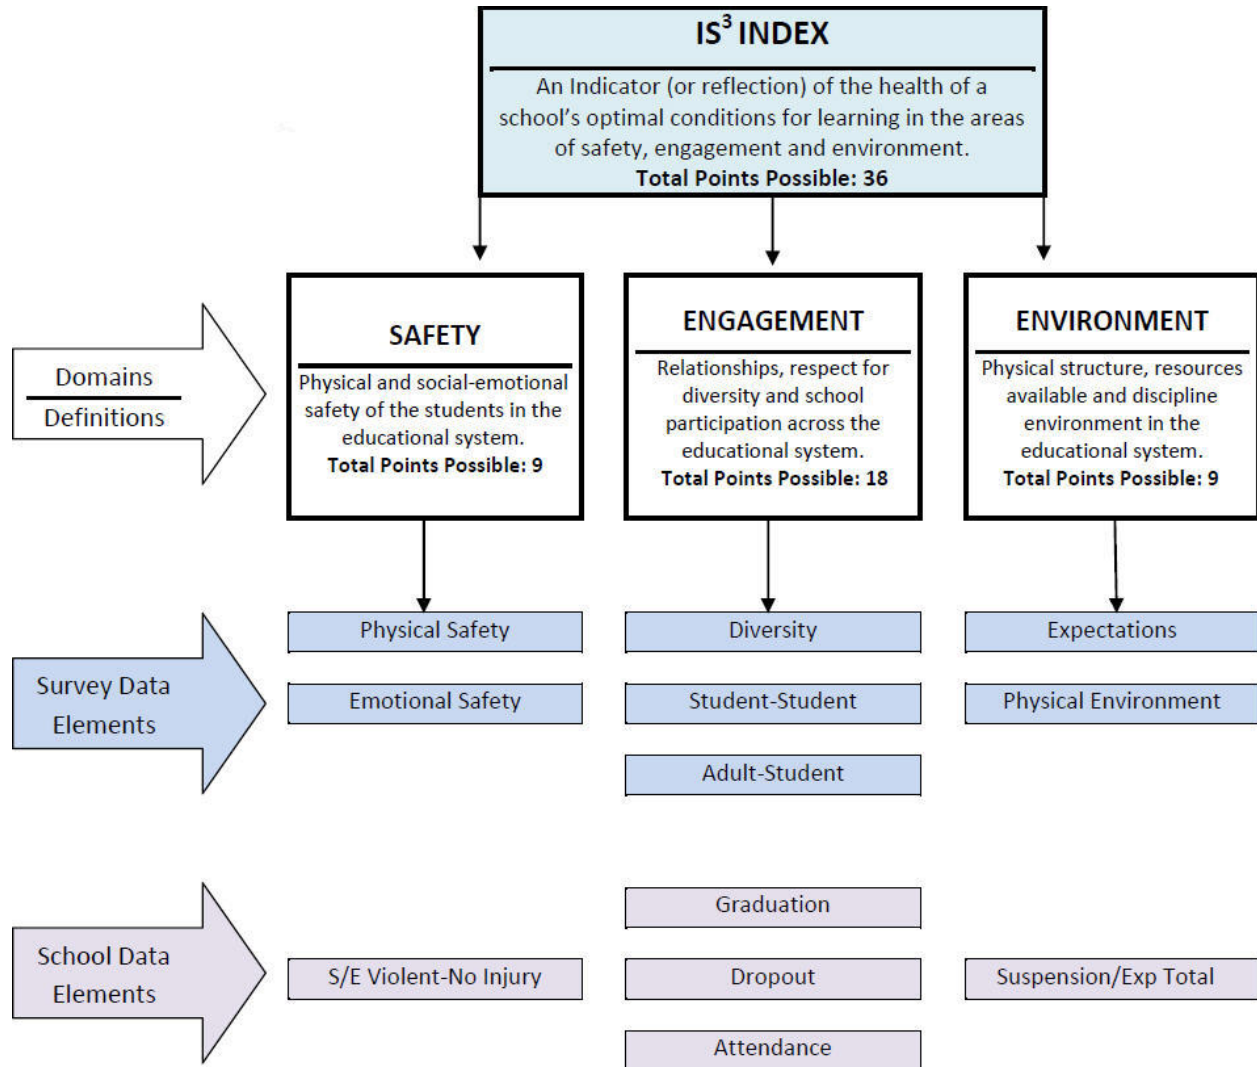 IS³ INDEX
An Indicator (or reflection) of the health of a
school's optimal conditions for learning in the areas
of safety, engagement and environment.
Total Points Possible: 36
Domains
Definitions
SAFETY
Physical and social-emotional
safety of the students in the
educational system.
Total Points Possible: 9
ENGAGEMENT
Relationships, respect for
diversity and school
participation across the
educational system.
Total Points Possible: 18
ENVIRONMENT
Physical structure, resources
available and discipline
environment in the
educational system.
Total Points Possible: 9
Survey Data
Elements
Physical Safety
Emotional Safety
Diversity
Student-Student
Adult-Student
Expectations
Physical Environment
School Data
Elements
S/E Violent-No Injury
Graduation
Dropout
Attendance
Suspension/Exp Total